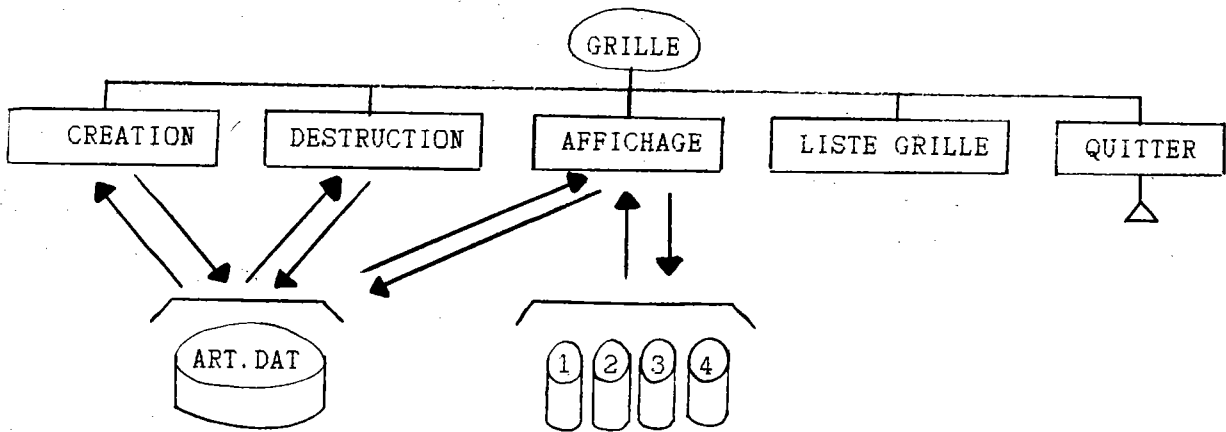 GRILLE
CREATION
DESTRUCTION
AFFICHAGE
LISTE GRILLE
QUITTER
ART.DAT
1 2 3 4